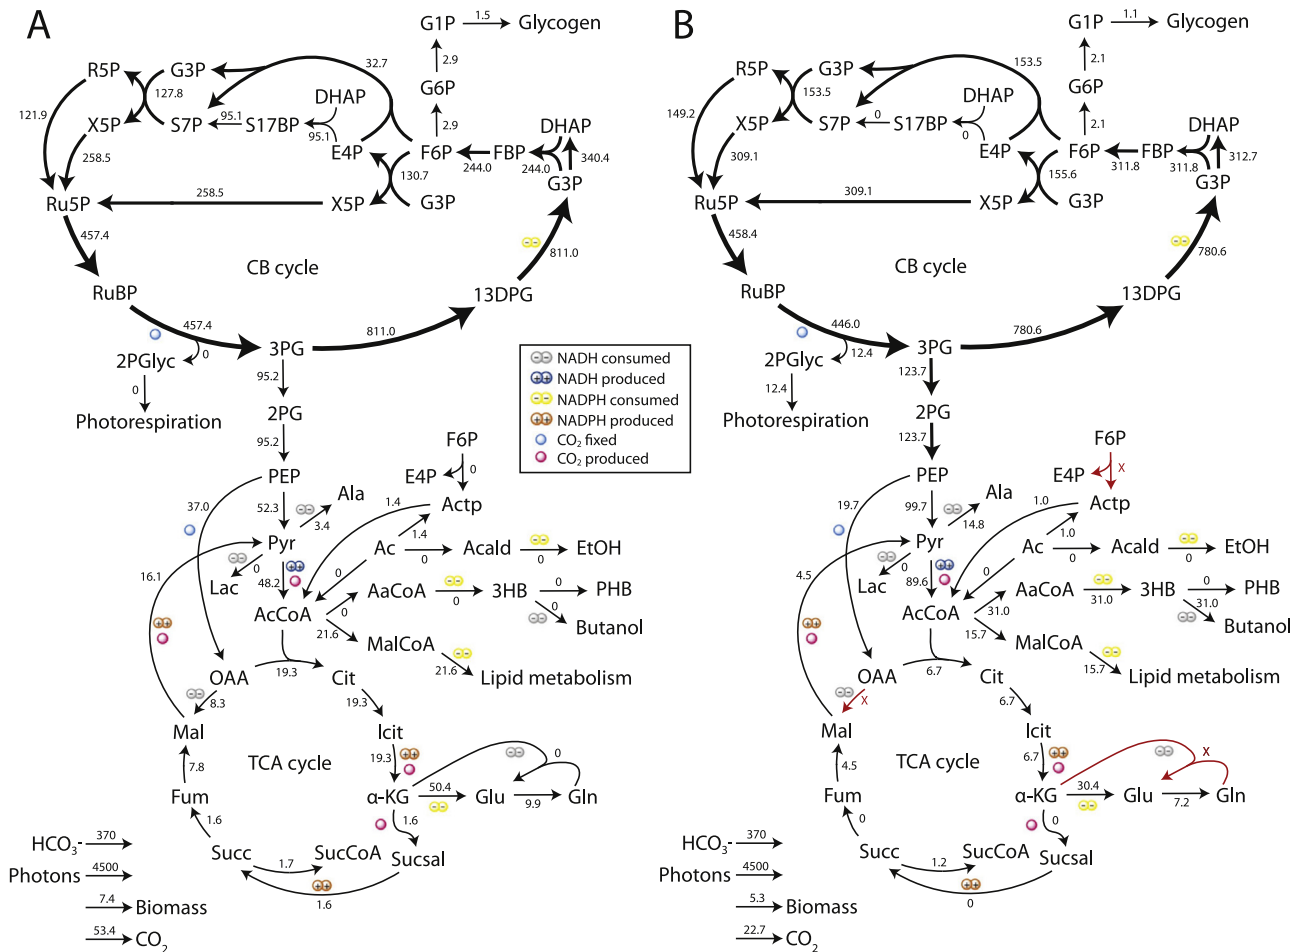 A
G1P 1.5 Glycogen
2.9
R5P G3P 32.7 G6P
127.8 DHAP 2.9
121.9 X5P S7P 95.1 S17BP 95.1 E4P F6P 244.0 FBP 244.0 DHAP
258.5 130.7 340.4
Ru5P 258.5 X5P G3P G3P
457.4 811.0
CB cycle
RuBP 13DPG
457.4 811.0
0 3PG
2PGlyc 95.2
0
Photorespiration 2PG
95.2 F6P
PEP E4P 0
37.0 52.3 Ala 1.4 Actp
3.4
Pyr Ac 1.4 Acald EtOH
16.1 0 0 0
Lac 48.2 0 AaCoA 3HB 0 PHB
AcCoA 0 0 0 Butanol
21.6 MalCoA
OAA 19.3 Cit 21.6 Lipid metabolism
8.3 19.3
Mal Icit
7.8 TCA cycle 19.3 0
Fum α-KG 50.4 Glu 9.9 Gln
1.6 1.6
HCO3- 370 Succ 1.7 SucCoA Sucsal
Photons 4500
1.6
7.4 Biomass
53.4 CO2
NADH consumed
NADH produced
NADPH consumed
NADPH produced
CO2 fixed
CO2 produced
B
G1P 1.1 Glycogen
2.1
R5P G3P 153.5 G6P
153.5 DHAP 2.1
149.2 X5P S7P 0 S17BP 0 E4P F6P 311.8 FBP 311.8 DHAP
309.1 155.6 312.7
Ru5P 309.1 X5P G3P G3P
458.4 780.6
CB cycle
RuBP 13DPG
446.0 780.6
12.4 3PG
2PGlyc 123.7
12.4
Photorespiration 2PG
123.7 F6P
PEP E4P X
19.7 99.7 Ala 1.0 Actp
14.8
Pyr Ac 1.0 Acald EtOH
4.5 0 0 0
Lac 89.6 0 AaCoA 3HB 0 PHB
AcCoA 31.0 31.0 31.0 Butanol
15.7 MalCoA
OAA 6.7 Cit 15.7 Lipid metabolism
X 6.7
Mal Icit
4.5 TCA cycle 6.7 X
Fum α-KG 30.4 Glu 7.2 Gln
0 0
HCO3- 370 Succ 1.2 SucCoA Sucsal
Photons 4500
0
5.3 Biomass
22.7 CO2